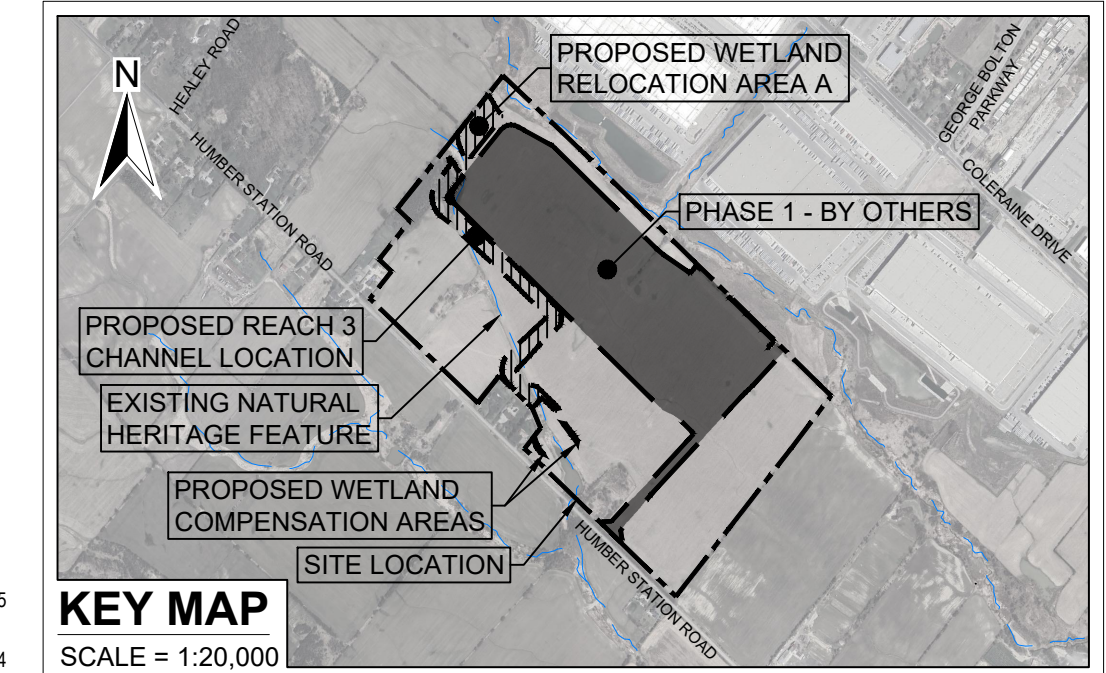 N
HEALEY ROAD
HUMBER STATION ROAD
PROPOSED WETLAND
RELOCATION AREA A
GEORGE BOLTON
PARKWAY
COLERAINE DRIVE
PHASE 1 - BY OTHERS
PROPOSED REACH 3
CHANNEL LOCATION
EXISTING NATURAL
HERITAGE FEATURE
PROPOSED WETLAND
COMPENSATION AREAS
SITE LOCATION
HUMBER STATION ROAD
5
KEY MAP
4
SCALE = 1:20,000